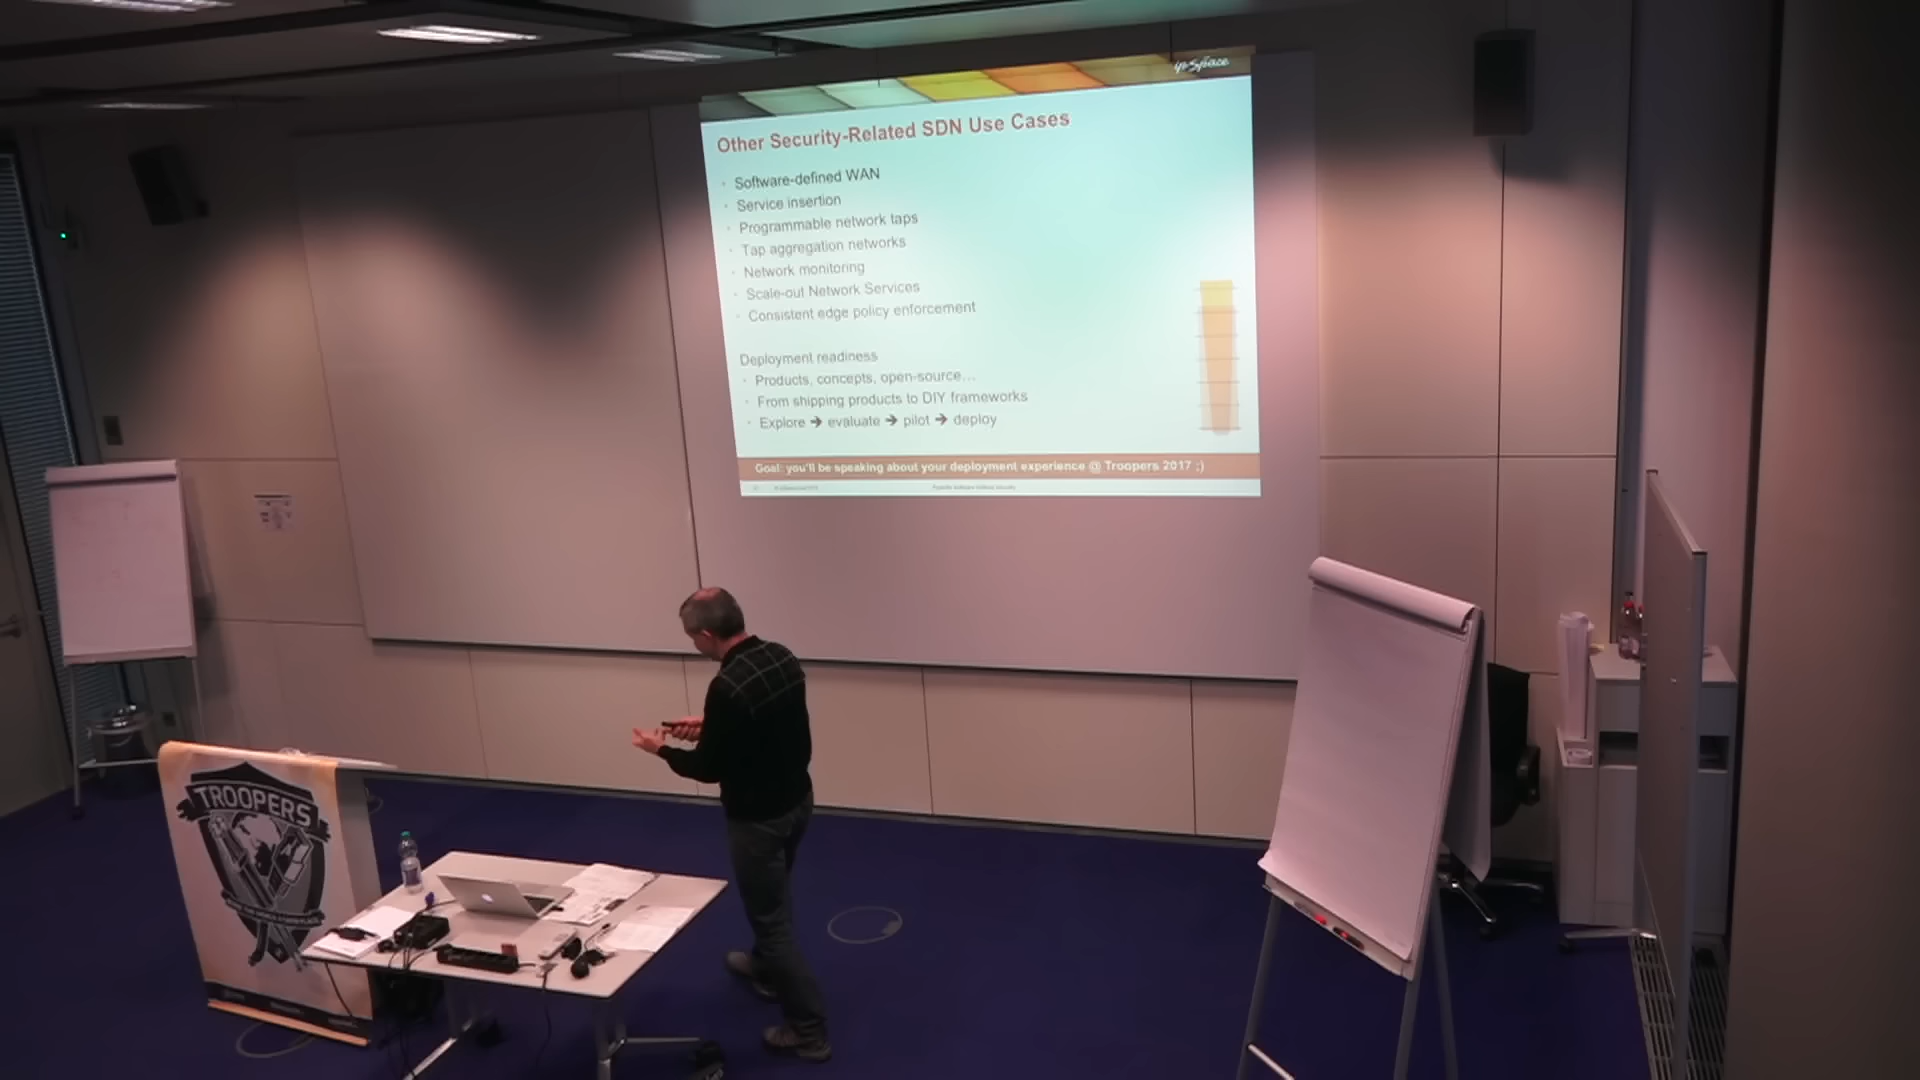 ipSpace
Other Security-Related SDN Use Cases
Software-defined WAN
Service insertion
Programmable network taps
Tap aggregation networks
Network monitoring
Scale-out Network Services
Consistent edge policy enforcement
Deployment readiness
Products, concepts, open-source…
From shipping products to DIY frameworks
Explore ➔ evaluate ➔ pilot ➔ deploy
Goal: you'll be speaking about your deployment experience @ Troopers 2017 ;)
TROOPERS